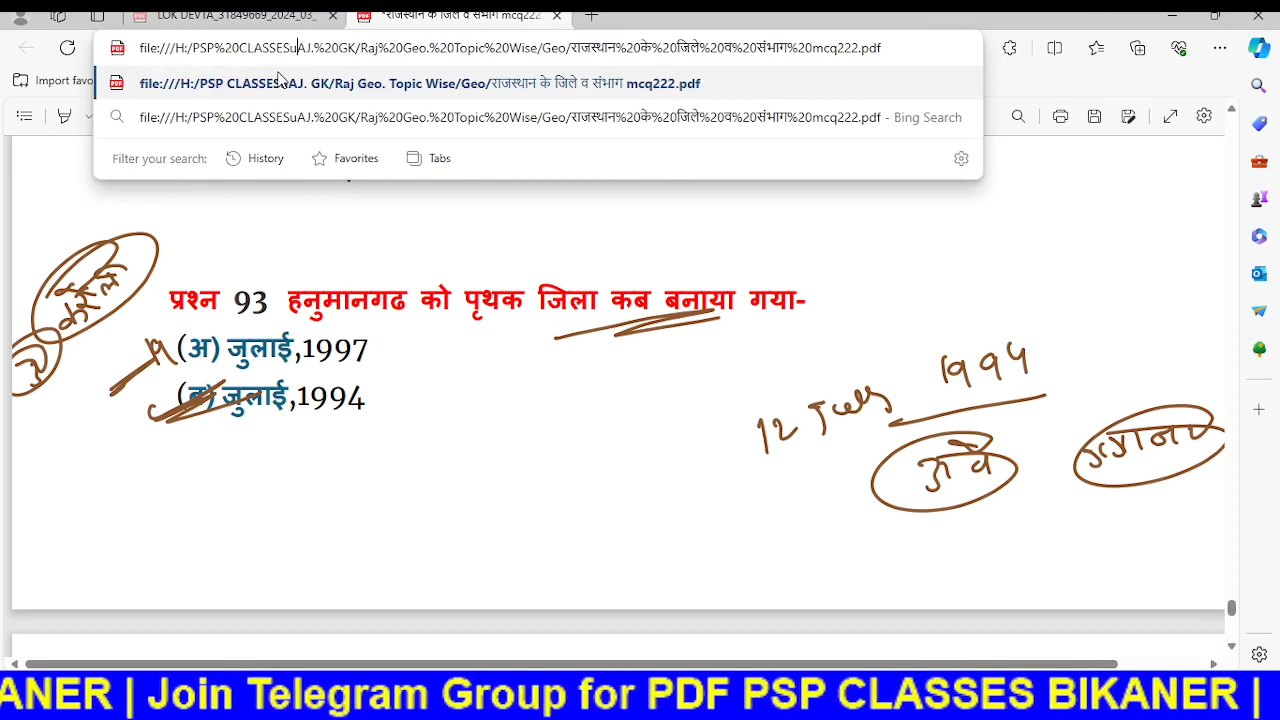 LOK DEVTA_31849669_2024_03_
*राजस्थान के जिले व संभाग mcq222.
file:///H:/PSP%20CLASSESuAJ.%20GK/Raj%20Geo.%20Topic%20Wise/Geo/राजस्थान%20के%20जिले%20व%20संभाग%20mcq222.pdf
Import favo
file:///H:/PSP CLASSES\AJ. GK/Raj Geo. Topic Wise/Geo/राजस्थान के जिले व संभाग mcq222.pdf
file:///H:/PSP%20CLASSESuAJ.%20GK/Raj%20Geo.%20Topic%20Wise/Geo/राजस्थान%20के%20जिले%20व%20संभाग%20mcq222.pdf - Bing Search
Filter your search: History Favorites Tabs
प्रश्न 93 हनुमानगढ को पृथक जिला कब बनाया गया-
(अ) जुलाई,1997
(ब) जुलाई,1994
1994
12
ANER | Join Telegram Group for PDF PSP CLASSES BIKANER |